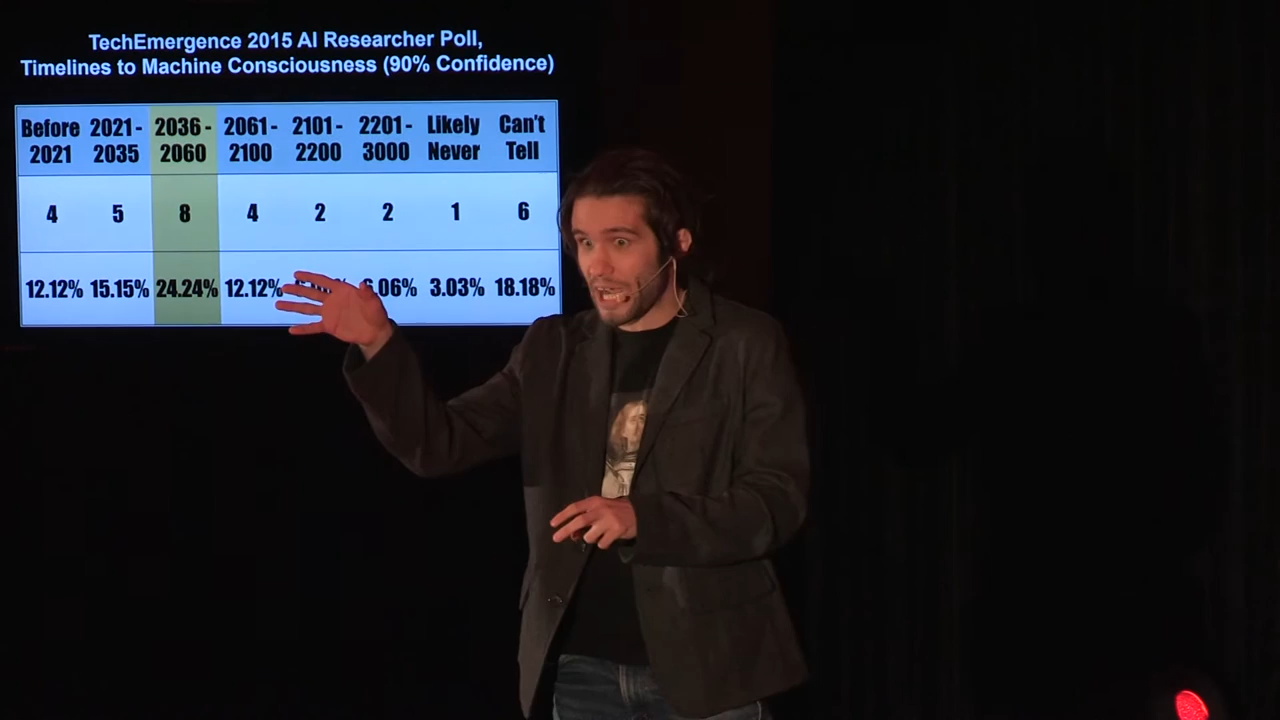 TechEmergence 2015 AI Researcher Poll,
Timelines to Machine Consciousness (90% Confidence)
Before 2021- 2036- 2061- 2101- 2201- Likely Can't
2021 2035 2060 2100 2200 3000 Never Tell
4 5 8 4 2 2 1 6
12.12% 15.15% 24.24% 12.12% .06% 3.03% 18.18%